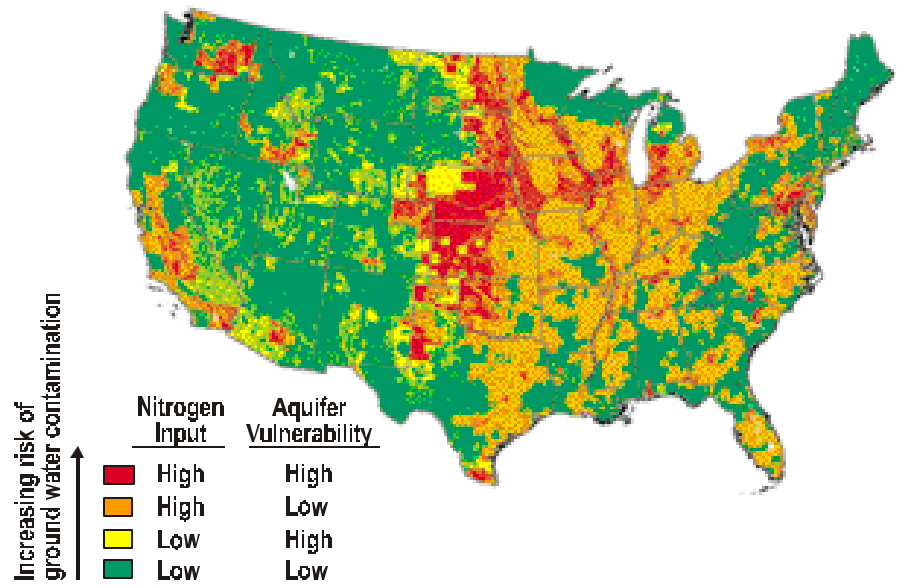 Increasing risk of
ground water contamination
Nitrogen Input
Aquifer Vulnerability
High High
High Low
Low High
Low Low